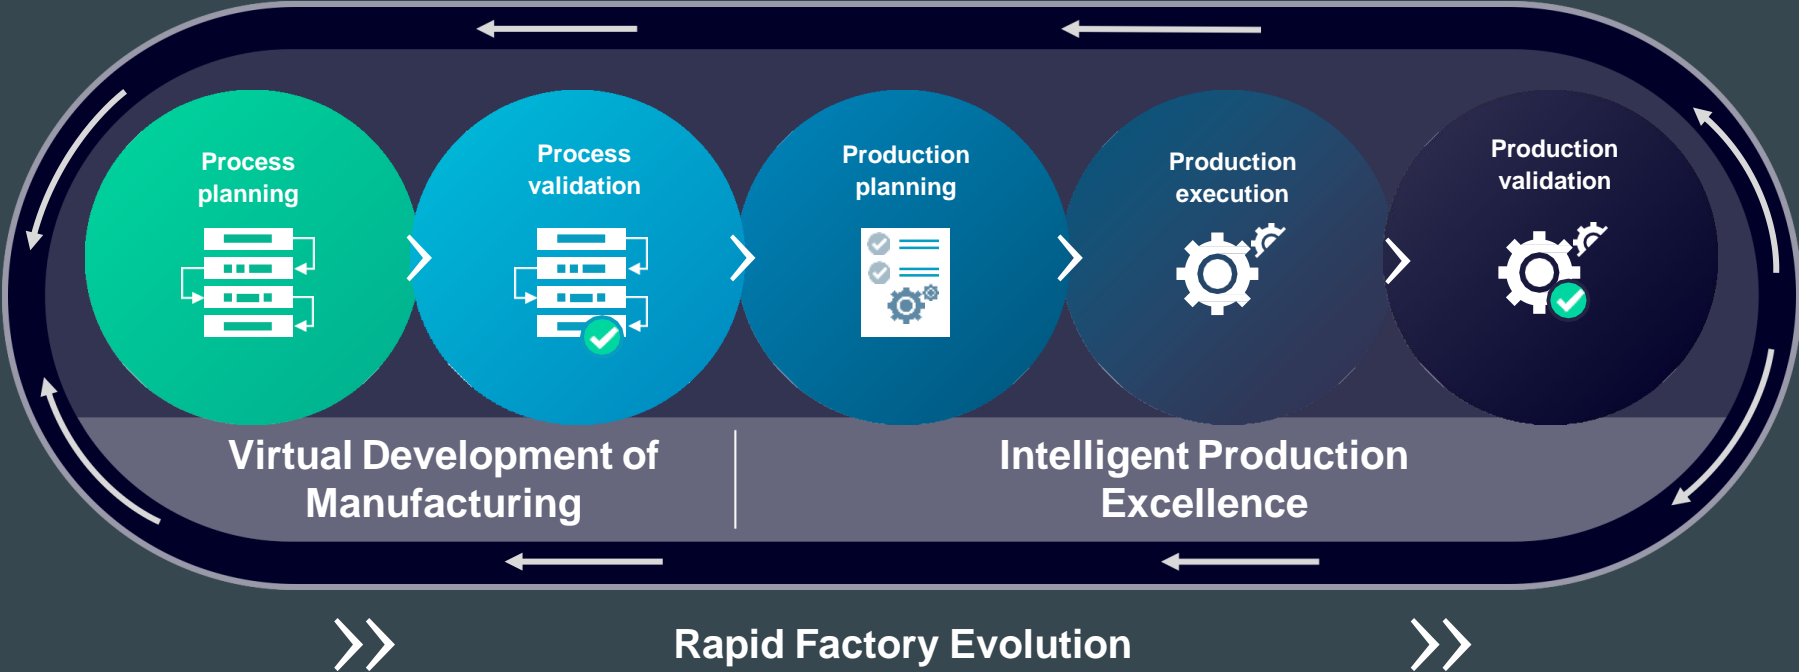 Process
planning
Process
validation
Production
planning
Production
execution
Production
validation
Virtual Development of
Manufacturing
Intelligent Production
Excellence
Rapid Factory Evolution